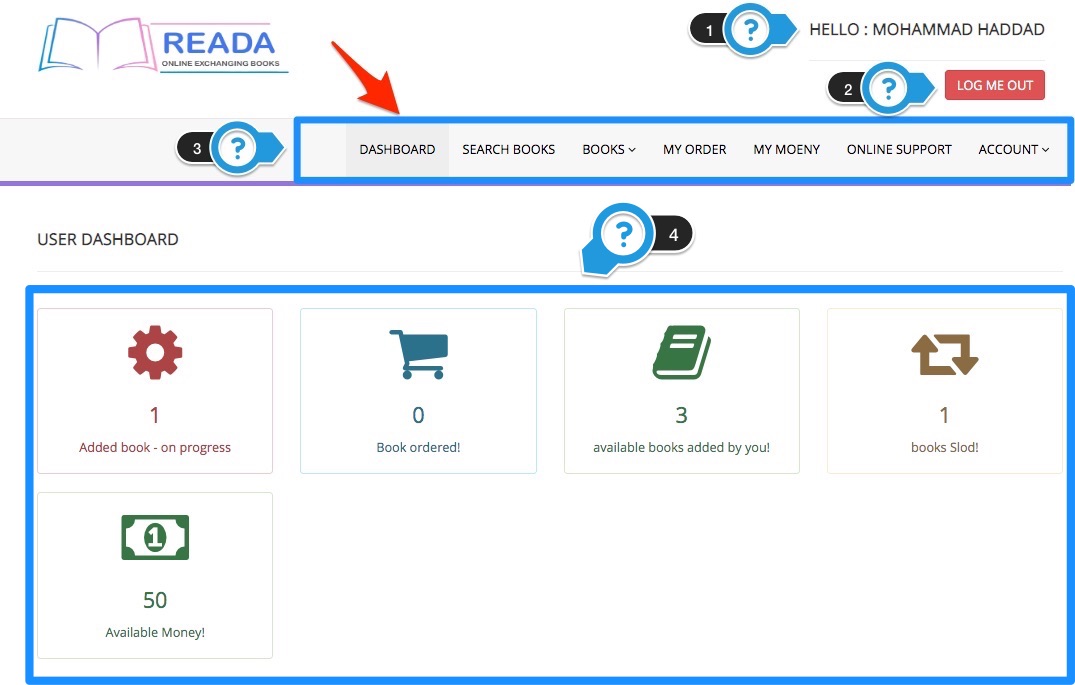 READA
ONLINE EXCHANGING BOOKS
1 ? HELLO : MOHAMMAD HADDAD
2 ? LOG ME OUT
3 ? DASHBOARD SEARCH BOOKS BOOKS MY ORDER MY MOENY ONLINE SUPPORT ACCOUNT
USER DASHBOARD
? 4
1
Added book - on progress
0
Book ordered!
3
available books added by you!
1
books Slod!
1
50
Available Money!